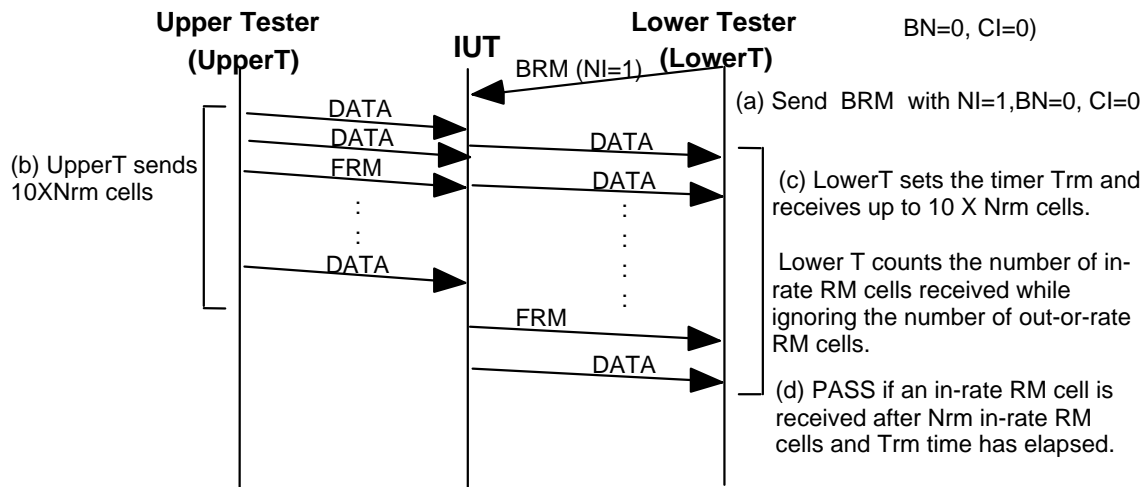 Upper Tester
(UpperT)
IUT
Lower Tester
(LowerT)
BN=0, CI=0)
BRM (NI=1)
(a) Send BRM with NI=1,BN=0, CI=0
(b) UpperT sends
10XNrm cells
DATA
DATA
FRM
:
:
DATA
DATA
DATA
:
:
:
:
FRM
DATA
(c) LowerT sets the timer Trm and
receives up to 10 X Nrm cells.
Lower T counts the number of in-
rate RM cells received while
ignoring the number of out-or-rate
RM cells.
(d) PASS if an in-rate RM cell is
received after Nrm in-rate RM
cells and Trm time has elapsed.